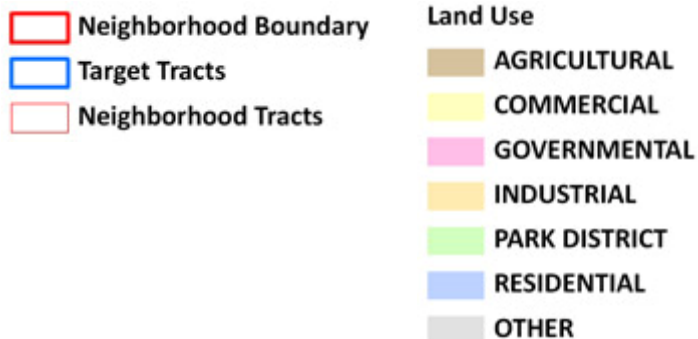 Neighborhood Boundary
Target Tracts
Neighborhood Tracts
Land Use
AGRICULTURAL
COMMERCIAL
GOVERNMENTAL
INDUSTRIAL
PARK DISTRICT
RESIDENTIAL
OTHER